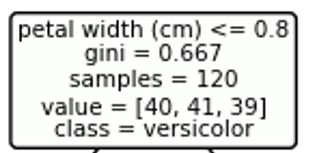 petal width (cm) <= 0.8
gini = 0.667
samples = 120
value = [40, 41, 39]
class = versicolor